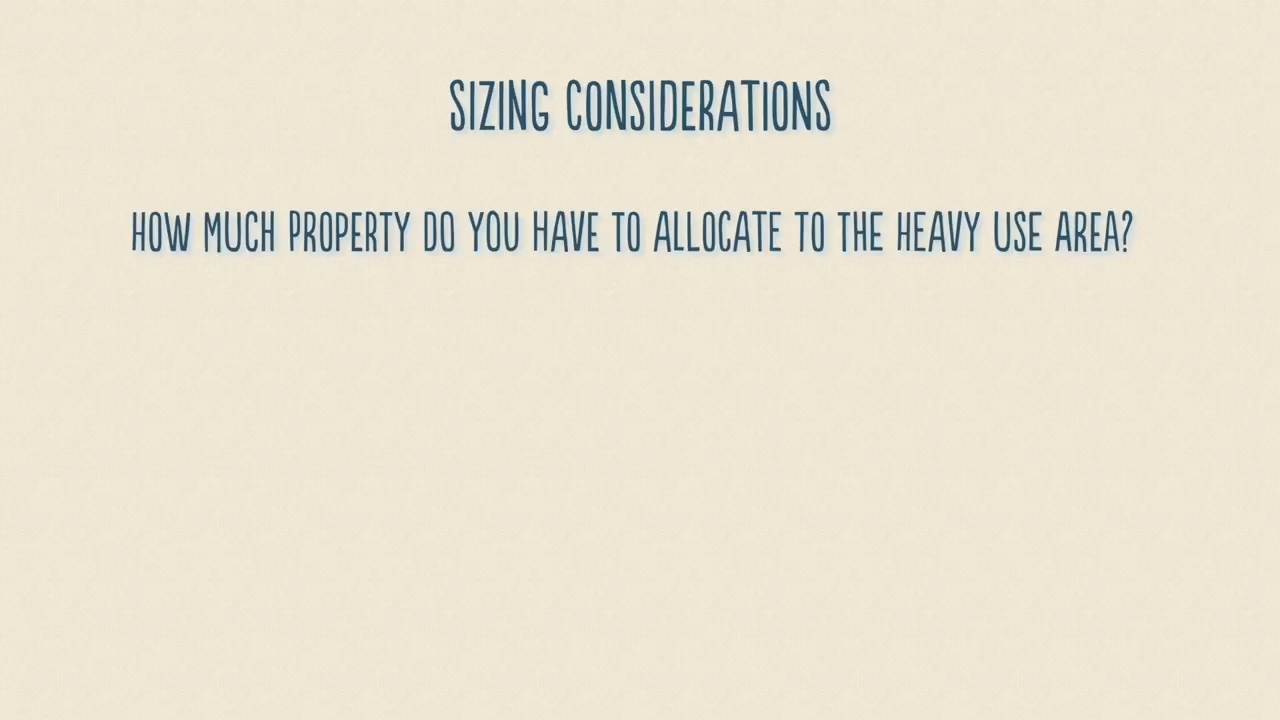 SIZING CONSIDERATIONS
HOW MUCH PROPERTY DO YOU HAVE TO ALLOCATE TO THE HEAVY USE AREA?